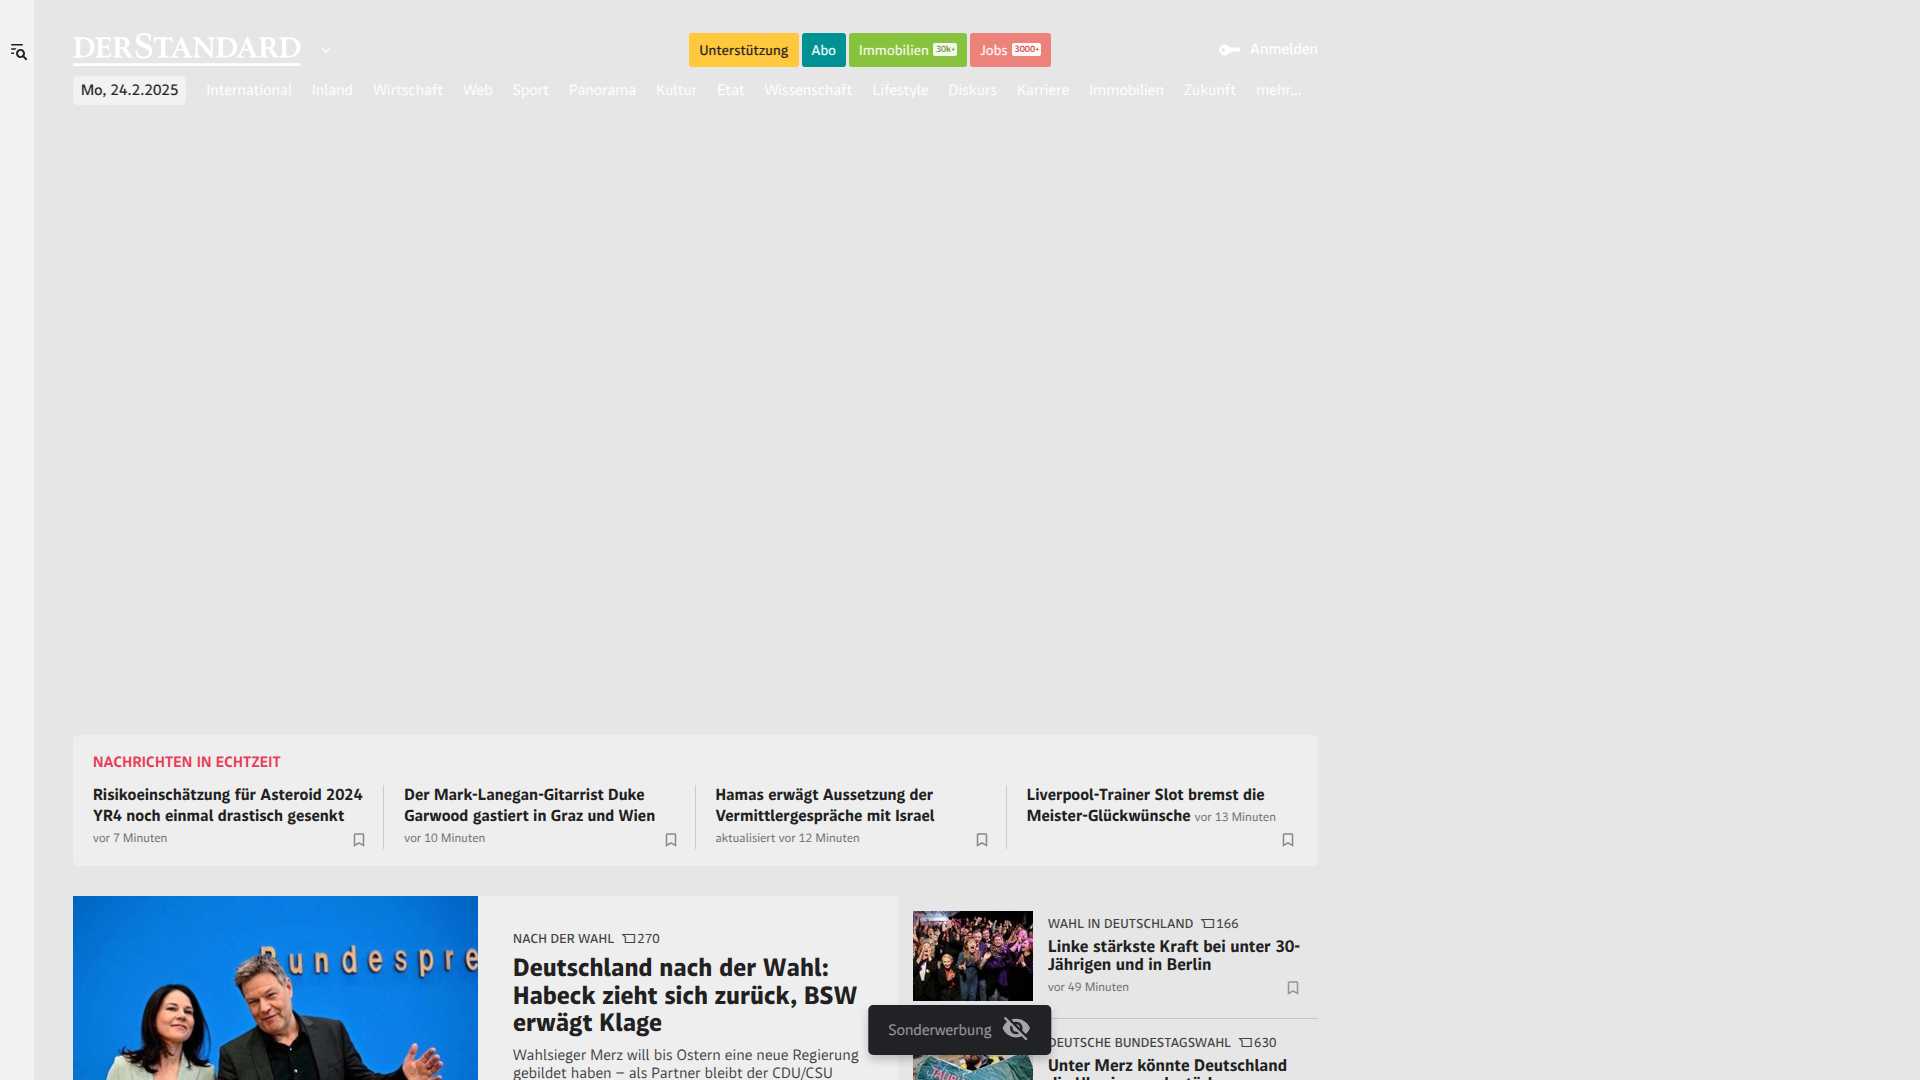 DERSTANDARD
Unterstützung Abo Immobilien 30k+ Jobs 3000+
Anmelden
Mo, 24.2.2025 International Inland Wirtschaft Web Sport Panorama Kultur Etat Wissenschaft Lifestyle Diskurs Karriere Immobilien Zukunft mehr...
NACHRICHTEN IN ECHTZEIT
Risikoeinschätzung für Asteroid 2024
YR4 noch einmal drastisch gesenkt
vor 7 Minuten
Der Mark-Lanegan-Gitarrist Duke
Garwood gastiert in Graz und Wien
vor 10 Minuten
Hamas erwägt Aussetzung der
Vermittlergespräche mit Israel
aktualisiert vor 12 Minuten
Liverpool-Trainer Slot bremst die
Meister-Glückwünsche vor 13 Minuten
Bundespre
NACH DER WAHL 270
Deutschland nach der Wahl:
Habeck zieht sich zurück, BSW
erwägt Klage
Wahlsieger Merz will bis Ostern eine neue Regierung
gebildet haben – als Partner bleibt der CDU/CSU
WAHL IN DEUTSCHLAND 166
Linke stärkste Kraft bei unter 30-
Jährigen und in Berlin
vor 49 Minuten
Sonderwerbung
DEUTSCHE BUNDESTAGSWAHL 630
Unter Merz könnte Deutschland